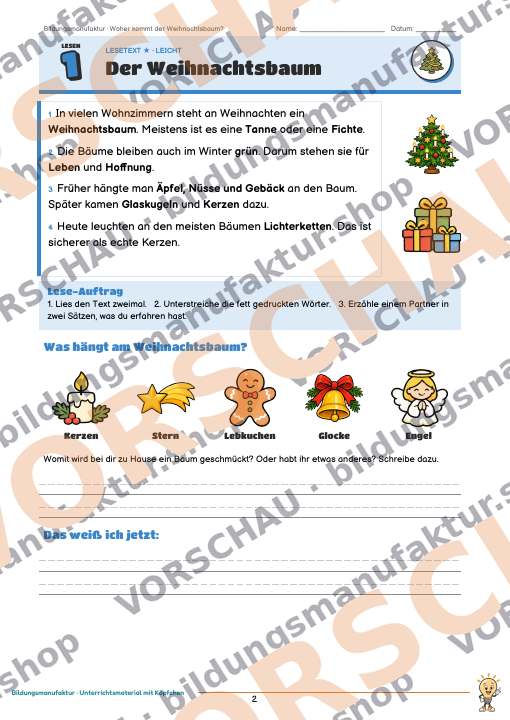 Bildungsmanufaktur · Woher kommt der Weihnachtsbaum?
Name:
Datum:
LESEN
1
LESETEXT ★ · LEICHT
Der Weihnachtsbaum
1 In vielen Wohnzimmern steht an Weihnachten ein
Weihnachtsbaum. Meistens ist es eine Tanne oder eine Fichte.
2 Die Bäume bleiben auch im Winter grün. Darum stehen sie für
Leben und Hoffnung.
3 Früher hängte man Äpfel, Nüsse und Gebäck an den Baum.
Später kamen Glaskugeln und Kerzen dazu.
4 Heute leuchten an den meisten Bäumen Lichterketten. Das ist
sicherer als echte Kerzen.
Lese-Auftrag
1. Lies den Text zweimal. 2. Unterstreiche die fett gedruckten Wörter. 3. Erzähle einem Partner in
zwei Sätzen, was du erfahren hast.
Was hängt am Weihnachtsbaum?
Kerzen Stern Lebkuchen Glocke Engel
Womit wird bei dir zu Hause ein Baum geschmückt? Oder habt ihr etwas anderes? Schreibe dazu.
Das weiß ich jetzt:
Bildungsmanufaktur · Unterrichtsmaterial mit Köpfchen
2
VORSCHAU · bildungsmanufaktur.shop
VORSCHAU